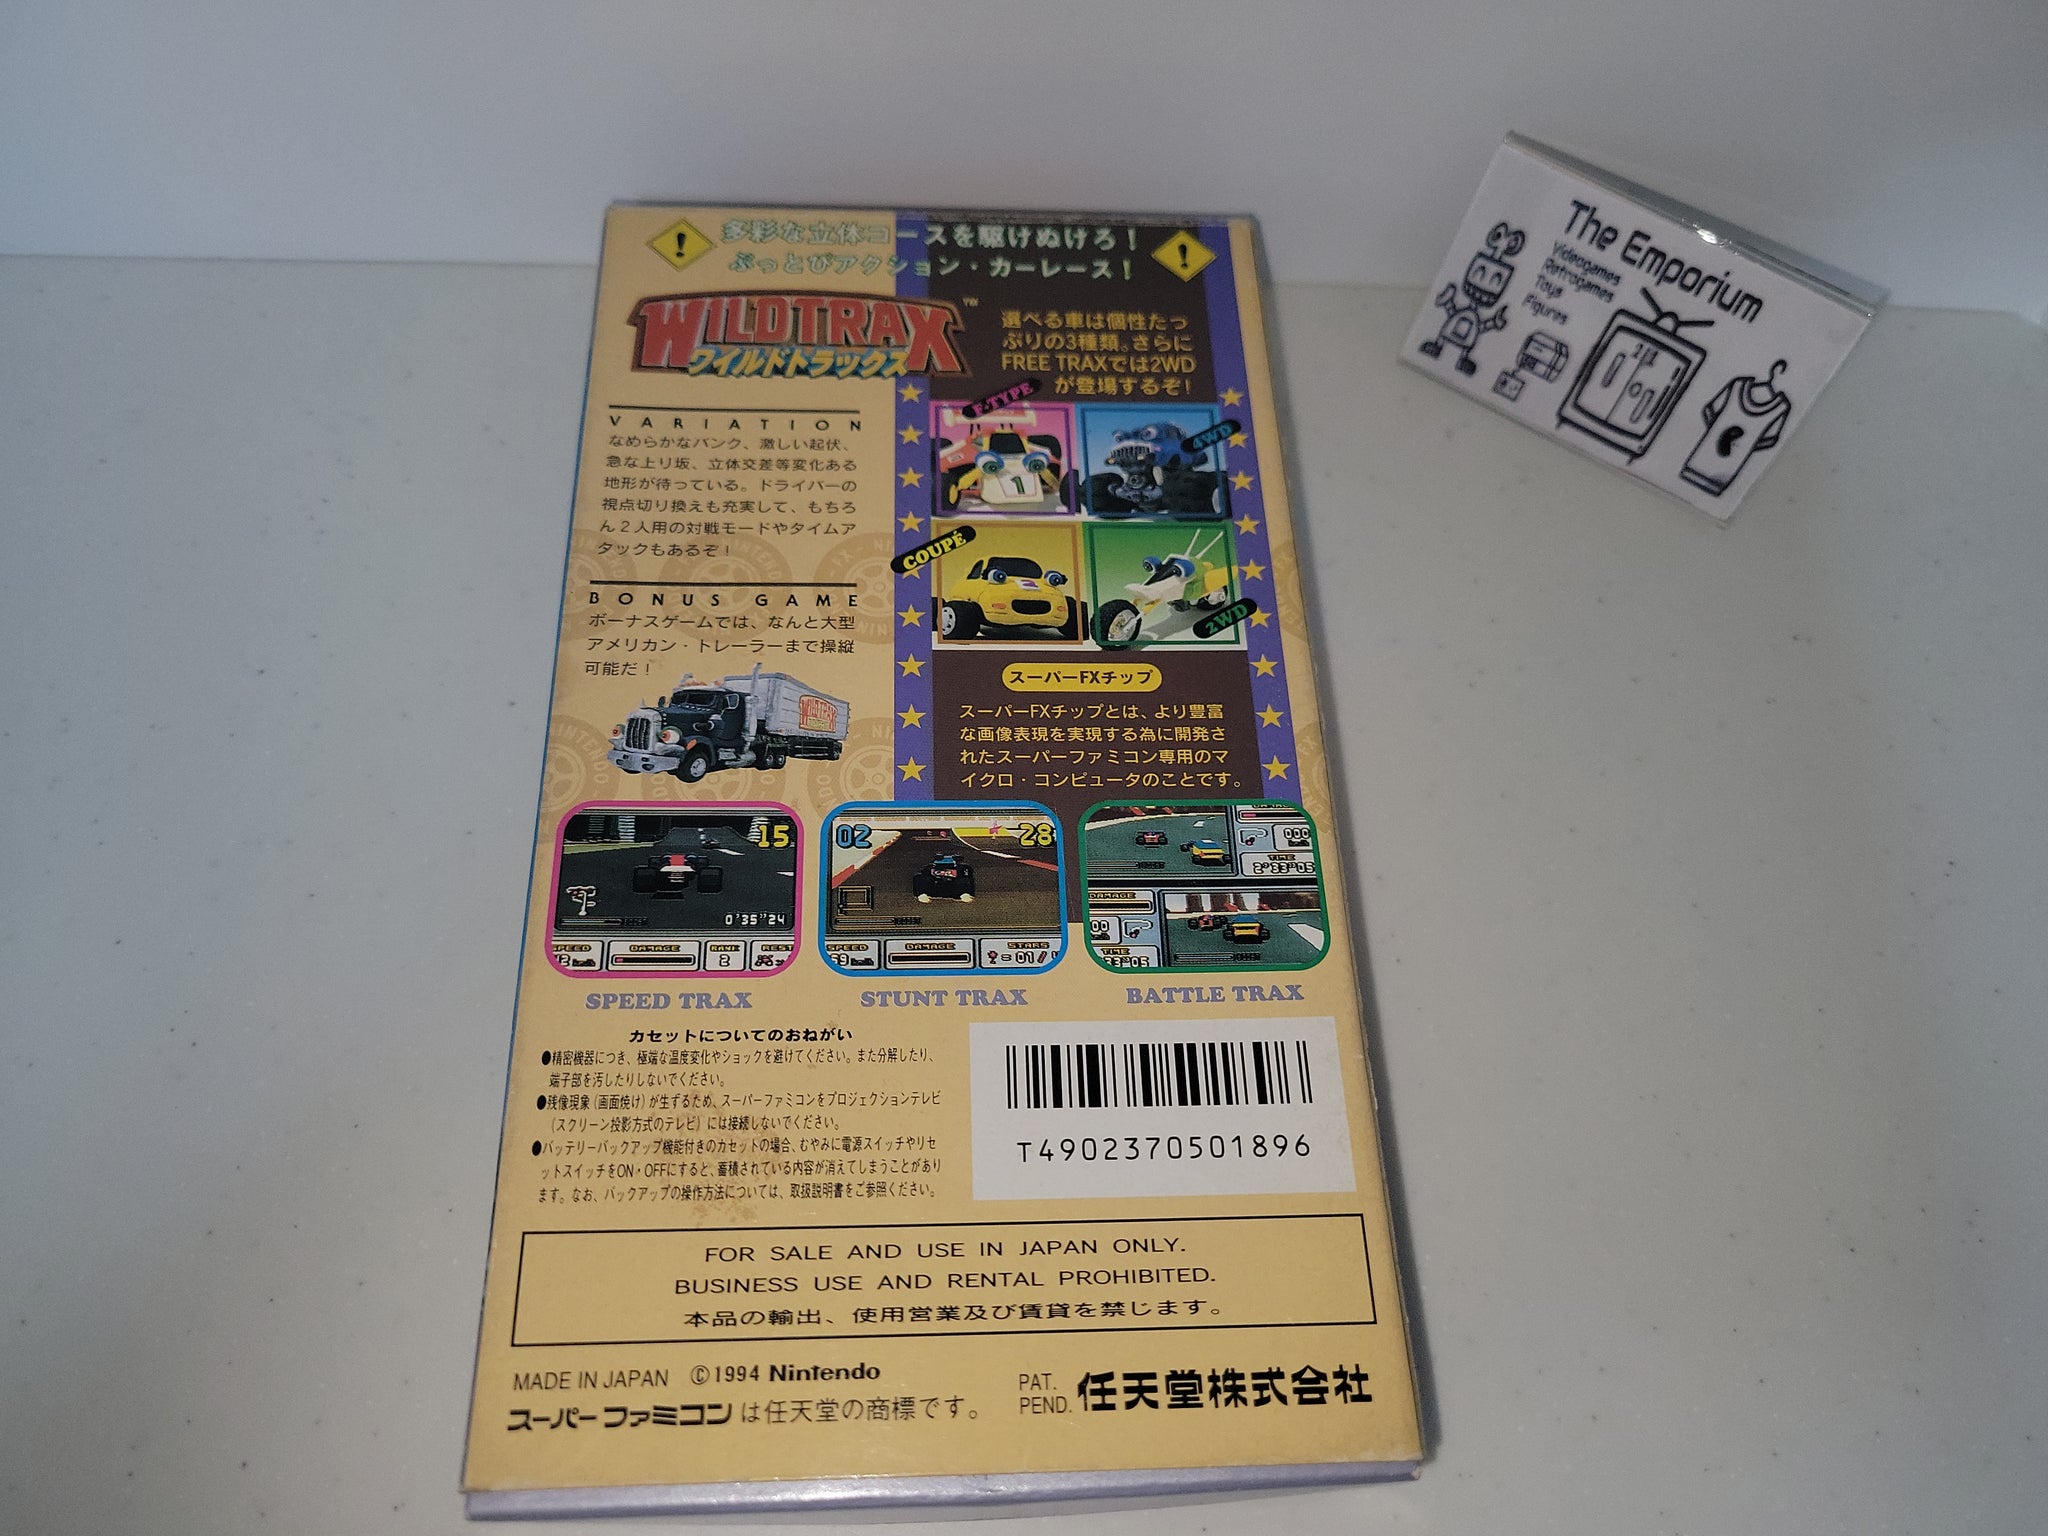 多彩な立体コースを駆けぬけろ！
ぶっとびアクション・カーレース！
WILDTRAX™
ワイルドトラックス
選べる車は個性たっ
ぷりの3種類。さらに
FREE TRAXでは2WD
が登場するぞ！
VARIATION
なめらかなバンク、激しい起伏、
急な上り坂、立体交差等変化ある
地形が待っている。ドライバーの
視点切り換えも充実して、もちろ
ん２人用の対戦モードやタイムア
タックもあるぞ！
F-TYPE
4WD
COUPÉ
2WD
BONUS GAME
ボーナスゲームでは、なんと大型
アメリカン・トレーラーまで操縦
可能だ！
スーパーFXチップ
スーパーFXチップとは、より豊富
な画像表現を実現する為に開発さ
れたスーパーファミコン専用のマ
イクロ・コンピュータのことです。
15
0'35"24
SPEED
DAMAGE
RANK
2
REST
SPEED TRAX
02
28
SPEED
59
DAMAGE
STARS
=01/
STUNT TRAX
000
TIME
2'33"05
DAMAGE
00
TIME
33"05
BATTLE TRAX
カセットについてのおねがい
●精密機器につき、極端な温度変化やショックを避けてください。また分解したり、
端子部を汚したりしないでください。
●残像現象（画面焼け）が生ずるため、スーパーファミコンをプロジェクションテレビ
（スクリーン投影方式のテレビ）には接続しないでください。
●バッテリーバックアップ機能付きのカセットの場合、むやみに電源スイッチやリセ
ットスイッチをON・OFFにすると、蓄積されている内容が消えてしまうことがあり
ます。なお、バックアップの操作方法については、取扱説明書をご参照ください。
T4902370501896
FOR SALE AND USE IN JAPAN ONLY.
BUSINESS USE AND RENTAL PROHIBITED.
本品の輸出、使用営業及び賃貸を禁じます。
MADE IN JAPAN ©1994 Nintendo
スーパーファミコンは任天堂の商標です。
PAT.
PEND.
任天堂株式会社
The Emporium
Videogames
Retrogames
Toys
Figures